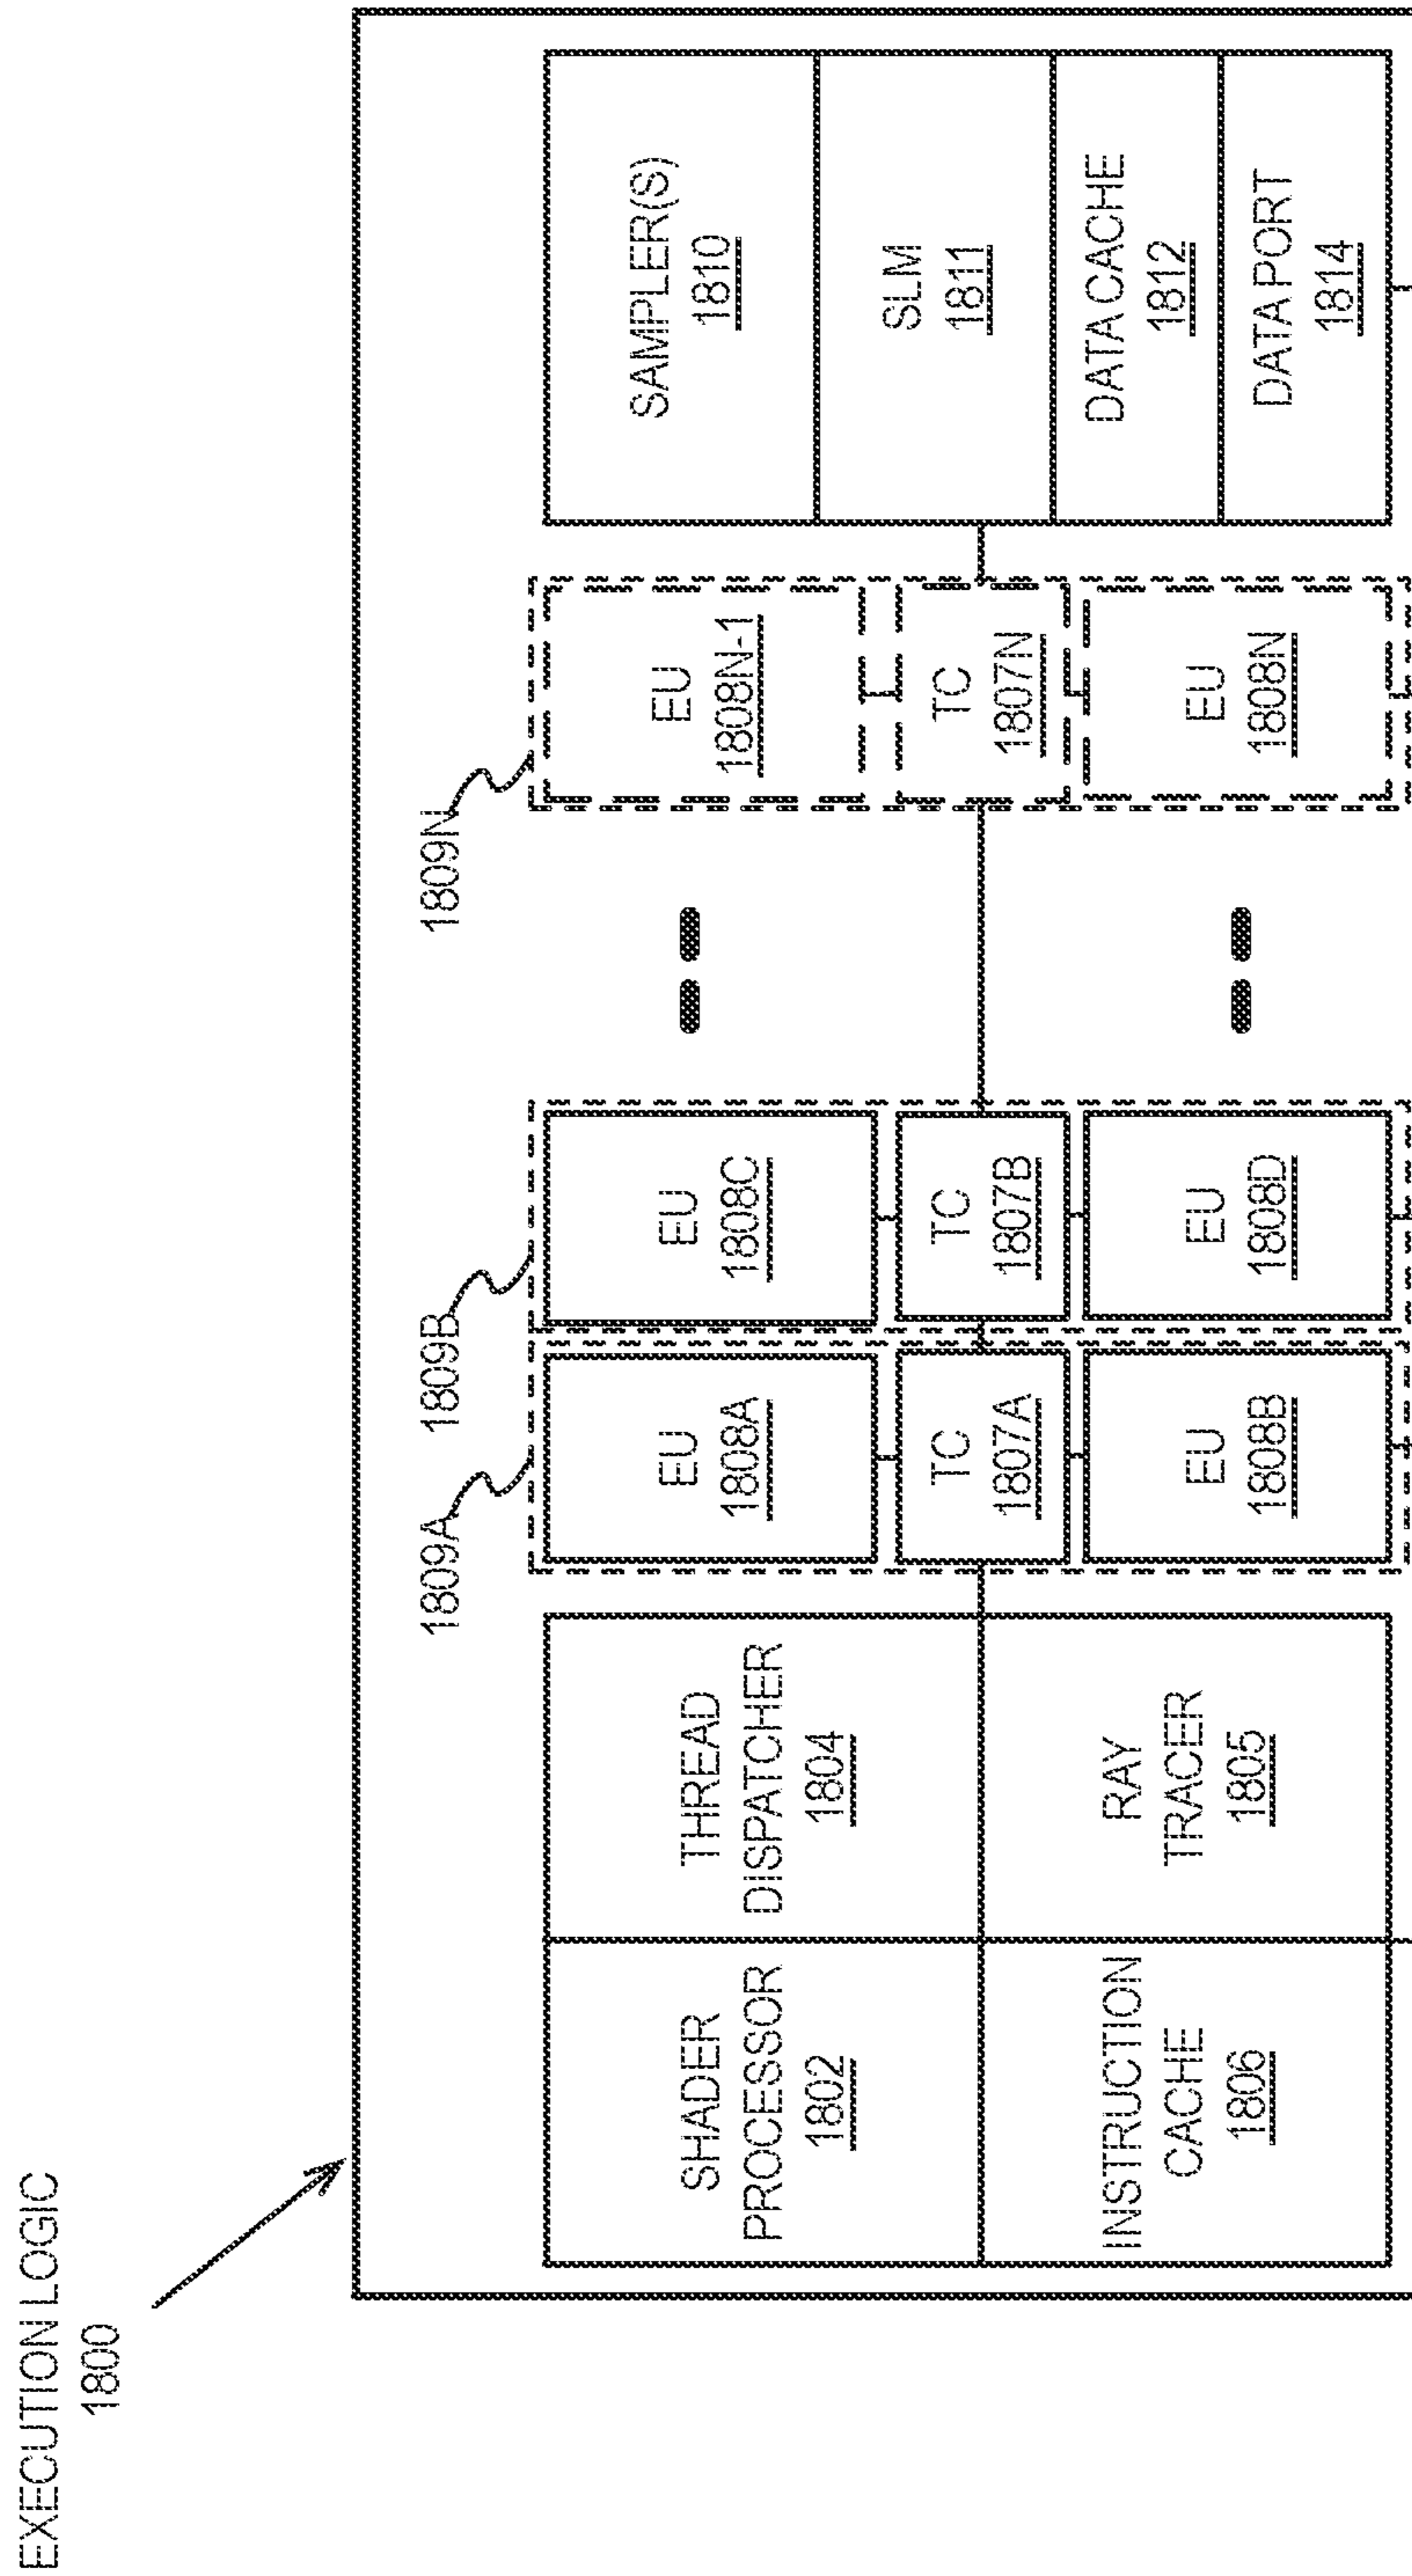 EXECUTION LOGIC
1800
1809A
1809B
1809N
SHADER
PROCESSOR
1802
THREAD
DISPATCHER
1804
INSTRUCTION
CACHE
1806
RAY
TRACER
1805
EU
1808A
TC
1807A
EU
1808B
EU
1808C
TC
1807B
EU
1808D
EU
1808N-1
TC
1807N
EU
1808N
SAMPLER(S)
1810
SLM
1811
DATA CACHE
1812
DATA PORT
1814